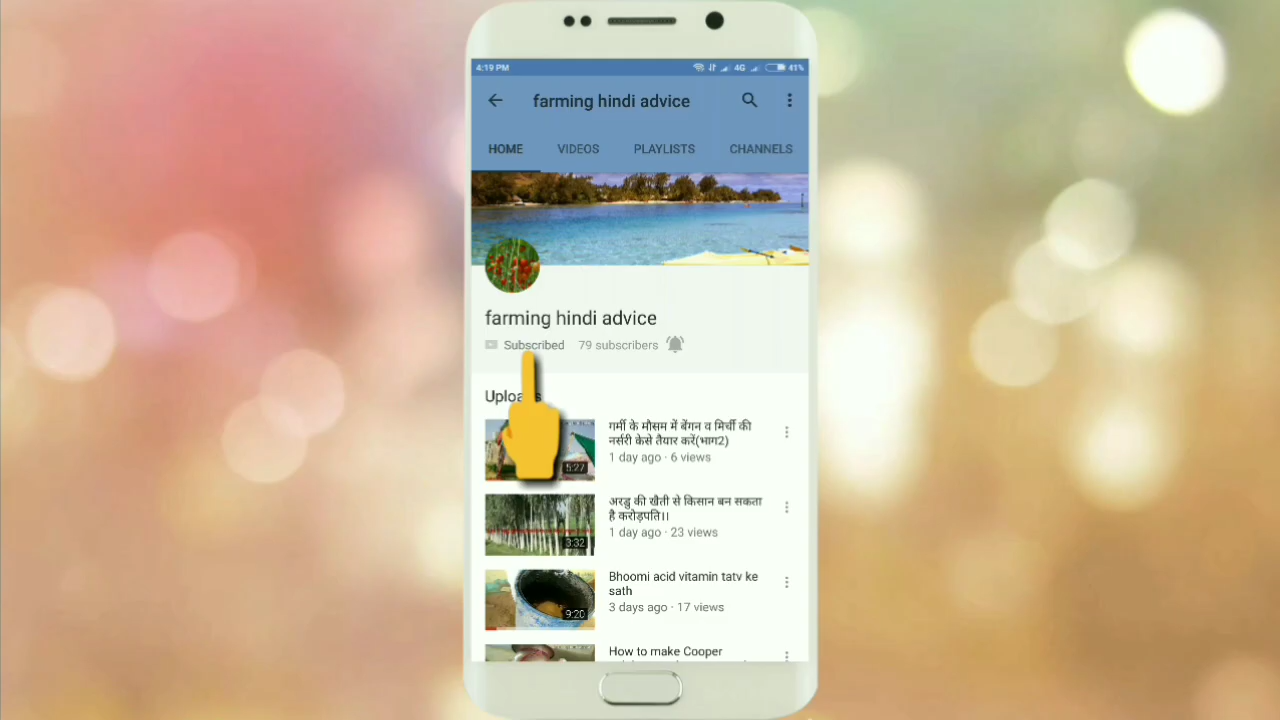 4:19 PM 4G 41%
farming hindi advice
HOME VIDEOS PLAYLISTS CHANNELS
farming hindi advice
Subscribed 79 subscribers
Uploads
गर्मी के मौसम में बेंगन व मिर्ची की
नर्सरी केसे तैयार करें(भाग2)
1 day ago · 6 views
5:27
अरडु की खेती से किसान बन सकता
है करोड़पति।।
1 day ago · 23 views
3:32
Bhoomi acid vitamin tatv ke
sath
3 days ago · 17 views
9:20
How to make Cooper